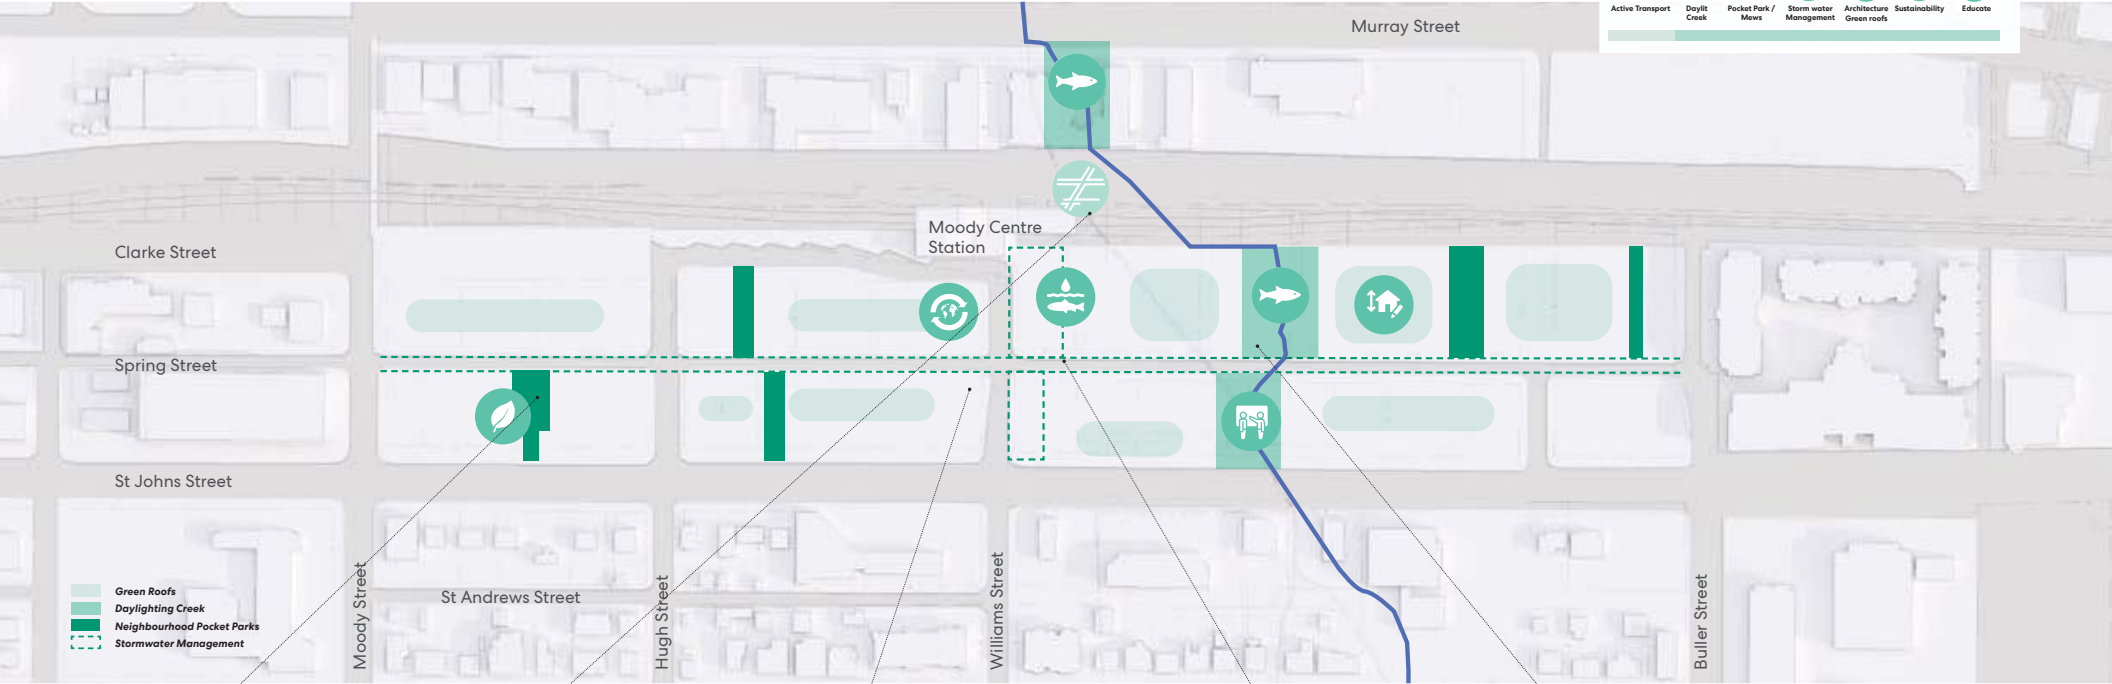 Murray Street
Active Transport
Daylit
Creek
Pocket Park /
Mews
Storm water
Management
Architecture
Green roofs
Sustainability
Educate
Moody Centre
Station
Clarke Street
Spring Street
St Johns Street
Green Roofs
Daylighting Creek
Neighbourhood Pocket Parks
Stormwater Management
Moody Street
St Andrews Street
Hugh Street
Williams Street
Buller Street